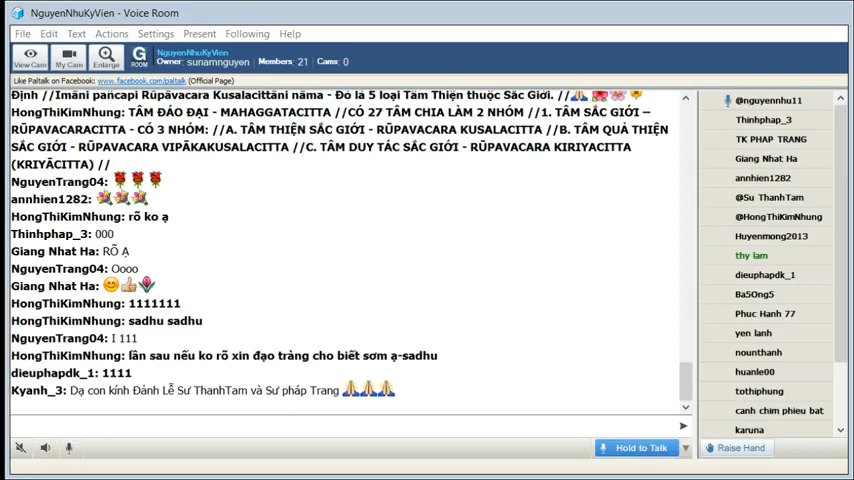 NguyenNhuKyVien - Voice Room
File Edit Text Actions Settings Present Following Help
View Cam My Cam Enlarge G ROOM NguyenNhuKyVien
Owner: sunamnguyen Members: 21 Cams: 0
Like Paltalk on Facebook: www.facebook.com/paltalk (Official Page)
Định //Imāni pañcapi Rūpāvacara Kusalacittāni nāma - Đó là 5 loại Tâm Thiện thuộc Sắc Giới. //
HongThiKimNhung: TÂM ĐÁO ĐẠI - MAHAGGATACITTA //CÓ 27 TÂM CHIA LÀM 2 NHÓM //1. TÂM SẮC GIỚI –
RŪPAVACARACITTA - CÓ 3 NHÓM: //A. TÂM THIỆN SẮC GIỚI - RŪPAVACARA KUSALACITTA //B. TÂM QUẢ THIỆN
SẮC GIỚI - RŪPAVACARA VIPĀKAKUSALACITTA //C. TÂM DUY TÁC SẮC GIỚI - RŪPAVACARA KIRIYACITTA
(KRIYĀCITTA) //
NguyenTrang04:
annhien1282:
HongThiKimNhung: rõ ko ạ
Thinhphap_3: 000
Giang Nhat Ha: RÕ Ạ
NguyenTrang04: Oooo
Giang Nhat Ha:
HongThiKimNhung: 1111111
HongThiKimNhung: sadhu sadhu
NguyenTrang04: I 111
HongThiKimNhung: lần sau nếu ko rõ xin đạo tràng cho biết sơm ạ-sadhu
dieuphapdk_1: 1111
Kyanh_3: Dạ con kính Đảnh Lễ Sư ThanhTam và Sư pháp Trang
Hold to Talk
@nguyennhu11
Thinhphap_3
TK PHAP TRANG
Giang Nhat Ha
annhien1282
@Su ThanhTam
@HongThiKimNhung
Huyenmong2013
thy lam
dieuphapdk_1
Ba5Ong5
Phuc Hanh 77
yen lanh
nounthanh
huanle00
tothiphung
canh chim phieu bat
karuna
Raise Hand